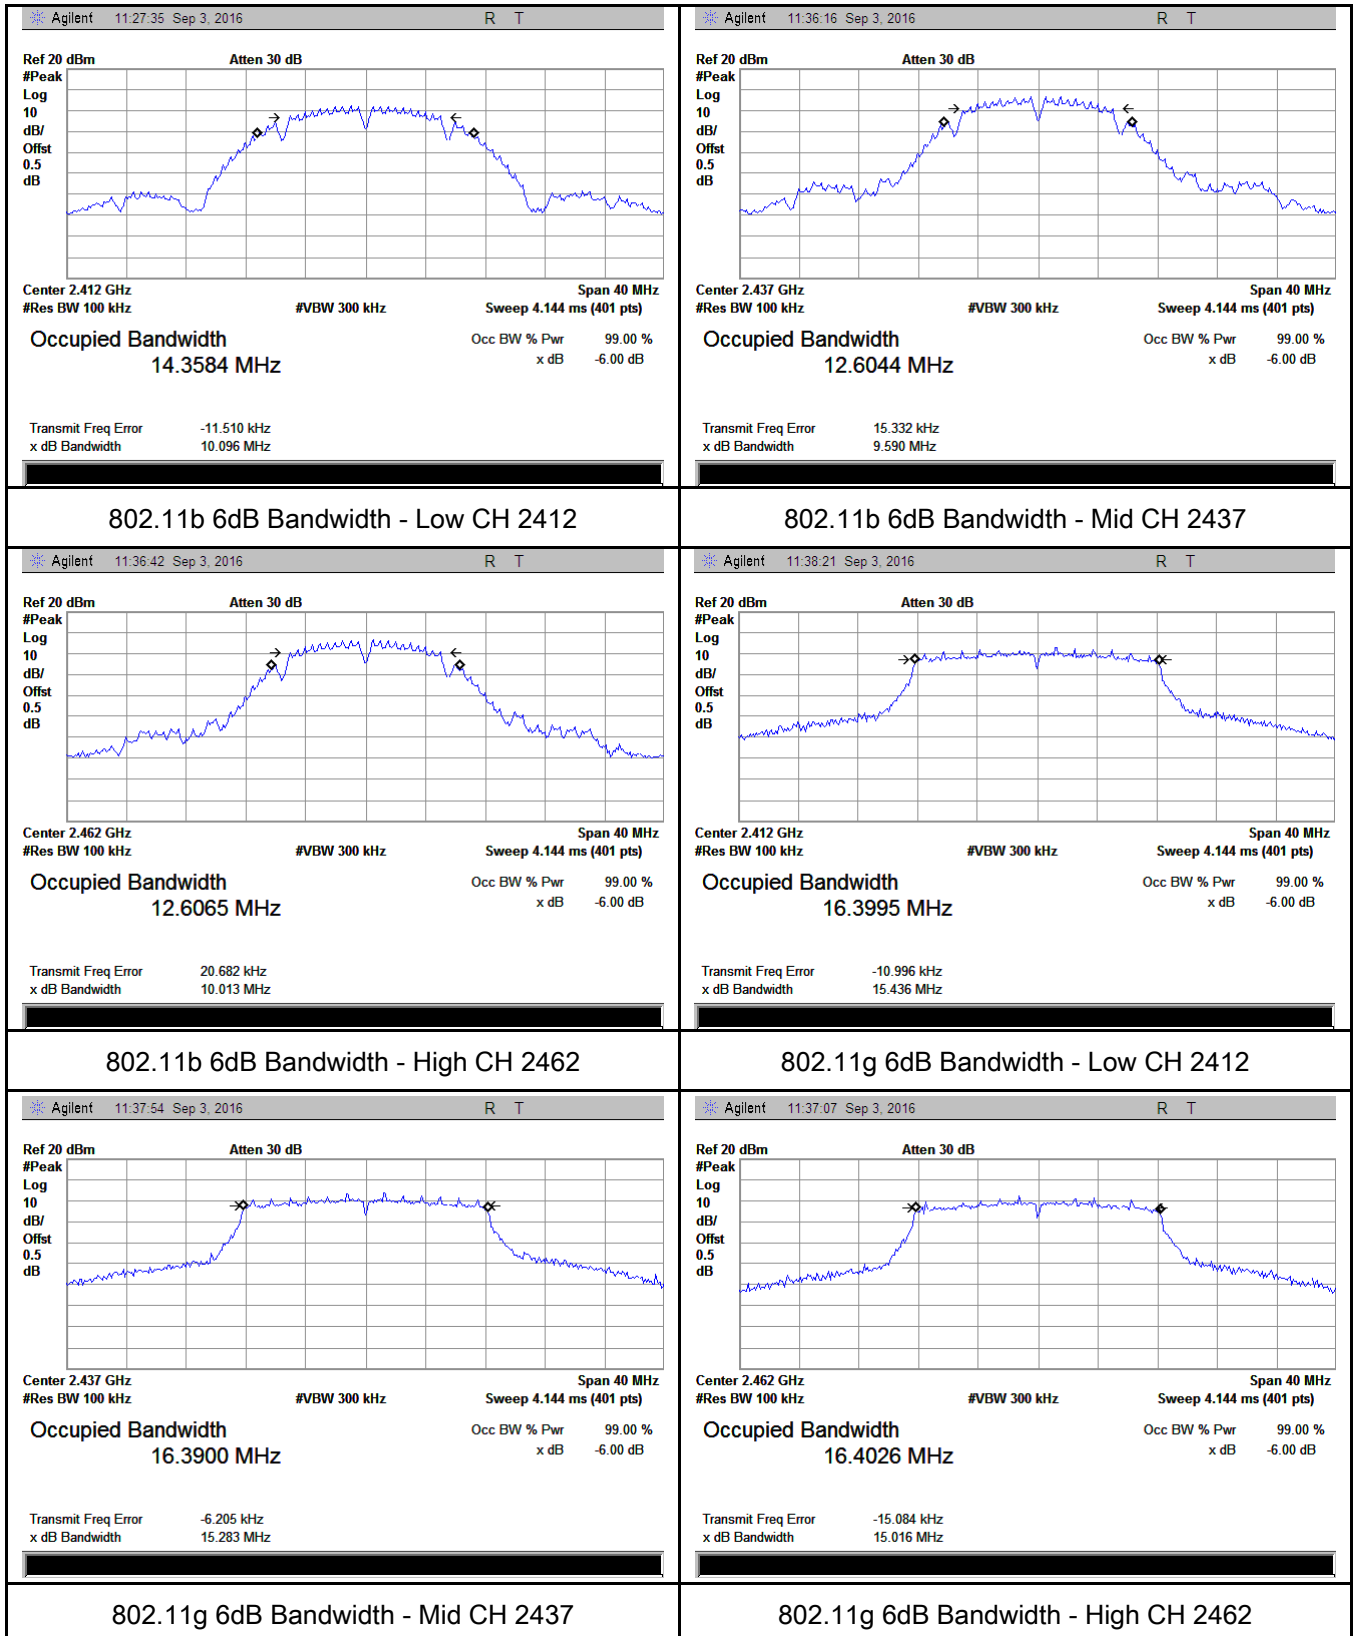 Agilent 11:27:35 Sep 3, 2016 R T
Ref 20 dBm Atten 30 dB
#Peak
Log
10
dB/
Offst
0.5
dB
Center 2.412 GHz Span 40 MHz
#Res BW 100 kHz #VBW 300 kHz Sweep 4.144 ms (401 pts)
Occupied Bandwidth Occ BW % Pwr 99.00 %
14.3584 MHz x dB -6.00 dB
Transmit Freq Error -11.510 kHz
x dB Bandwidth 10.096 MHz
802.11b 6dB Bandwidth - Low CH 2412
Agilent 11:36:16 Sep 3, 2016 R T
Ref 20 dBm Atten 30 dB
#Peak
Log
10
dB/
Offst
0.5
dB
Center 2.437 GHz Span 40 MHz
#Res BW 100 kHz #VBW 300 kHz Sweep 4.144 ms (401 pts)
Occupied Bandwidth Occ BW % Pwr 99.00 %
12.6044 MHz x dB -6.00 dB
Transmit Freq Error 15.332 kHz
x dB Bandwidth 9.590 MHz
802.11b 6dB Bandwidth - Mid CH 2437
Agilent 11:36:42 Sep 3, 2016 R T
Ref 20 dBm Atten 30 dB
#Peak
Log
10
dB/
Offst
0.5
dB
Center 2.462 GHz Span 40 MHz
#Res BW 100 kHz #VBW 300 kHz Sweep 4.144 ms (401 pts)
Occupied Bandwidth Occ BW % Pwr 99.00 %
12.6065 MHz x dB -6.00 dB
Transmit Freq Error 20.682 kHz
x dB Bandwidth 10.013 MHz
802.11b 6dB Bandwidth - High CH 2462
Agilent 11:38:21 Sep 3, 2016 R T
Ref 20 dBm Atten 30 dB
#Peak
Log
10
dB/
Offst
0.5
dB
Center 2.412 GHz Span 40 MHz
#Res BW 100 kHz #VBW 300 kHz Sweep 4.144 ms (401 pts)
Occupied Bandwidth Occ BW % Pwr 99.00 %
16.3995 MHz x dB -6.00 dB
Transmit Freq Error -10.996 kHz
x dB Bandwidth 15.436 MHz
802.11g 6dB Bandwidth - Low CH 2412
Agilent 11:37:54 Sep 3, 2016 R T
Ref 20 dBm Atten 30 dB
#Peak
Log
10
dB/
Offst
0.5
dB
Center 2.437 GHz Span 40 MHz
#Res BW 100 kHz #VBW 300 kHz Sweep 4.144 ms (401 pts)
Occupied Bandwidth Occ BW % Pwr 99.00 %
16.3900 MHz x dB -6.00 dB
Transmit Freq Error -6.205 kHz
x dB Bandwidth 15.283 MHz
802.11g 6dB Bandwidth - Mid CH 2437
Agilent 11:37:07 Sep 3, 2016 R T
Ref 20 dBm Atten 30 dB
#Peak
Log
10
dB/
Offst
0.5
dB
Center 2.462 GHz Span 40 MHz
#Res BW 100 kHz #VBW 300 kHz Sweep 4.144 ms (401 pts)
Occupied Bandwidth Occ BW % Pwr 99.00 %
16.4026 MHz x dB -6.00 dB
Transmit Freq Error -15.084 kHz
x dB Bandwidth 15.016 MHz
802.11g 6dB Bandwidth - High CH 2462